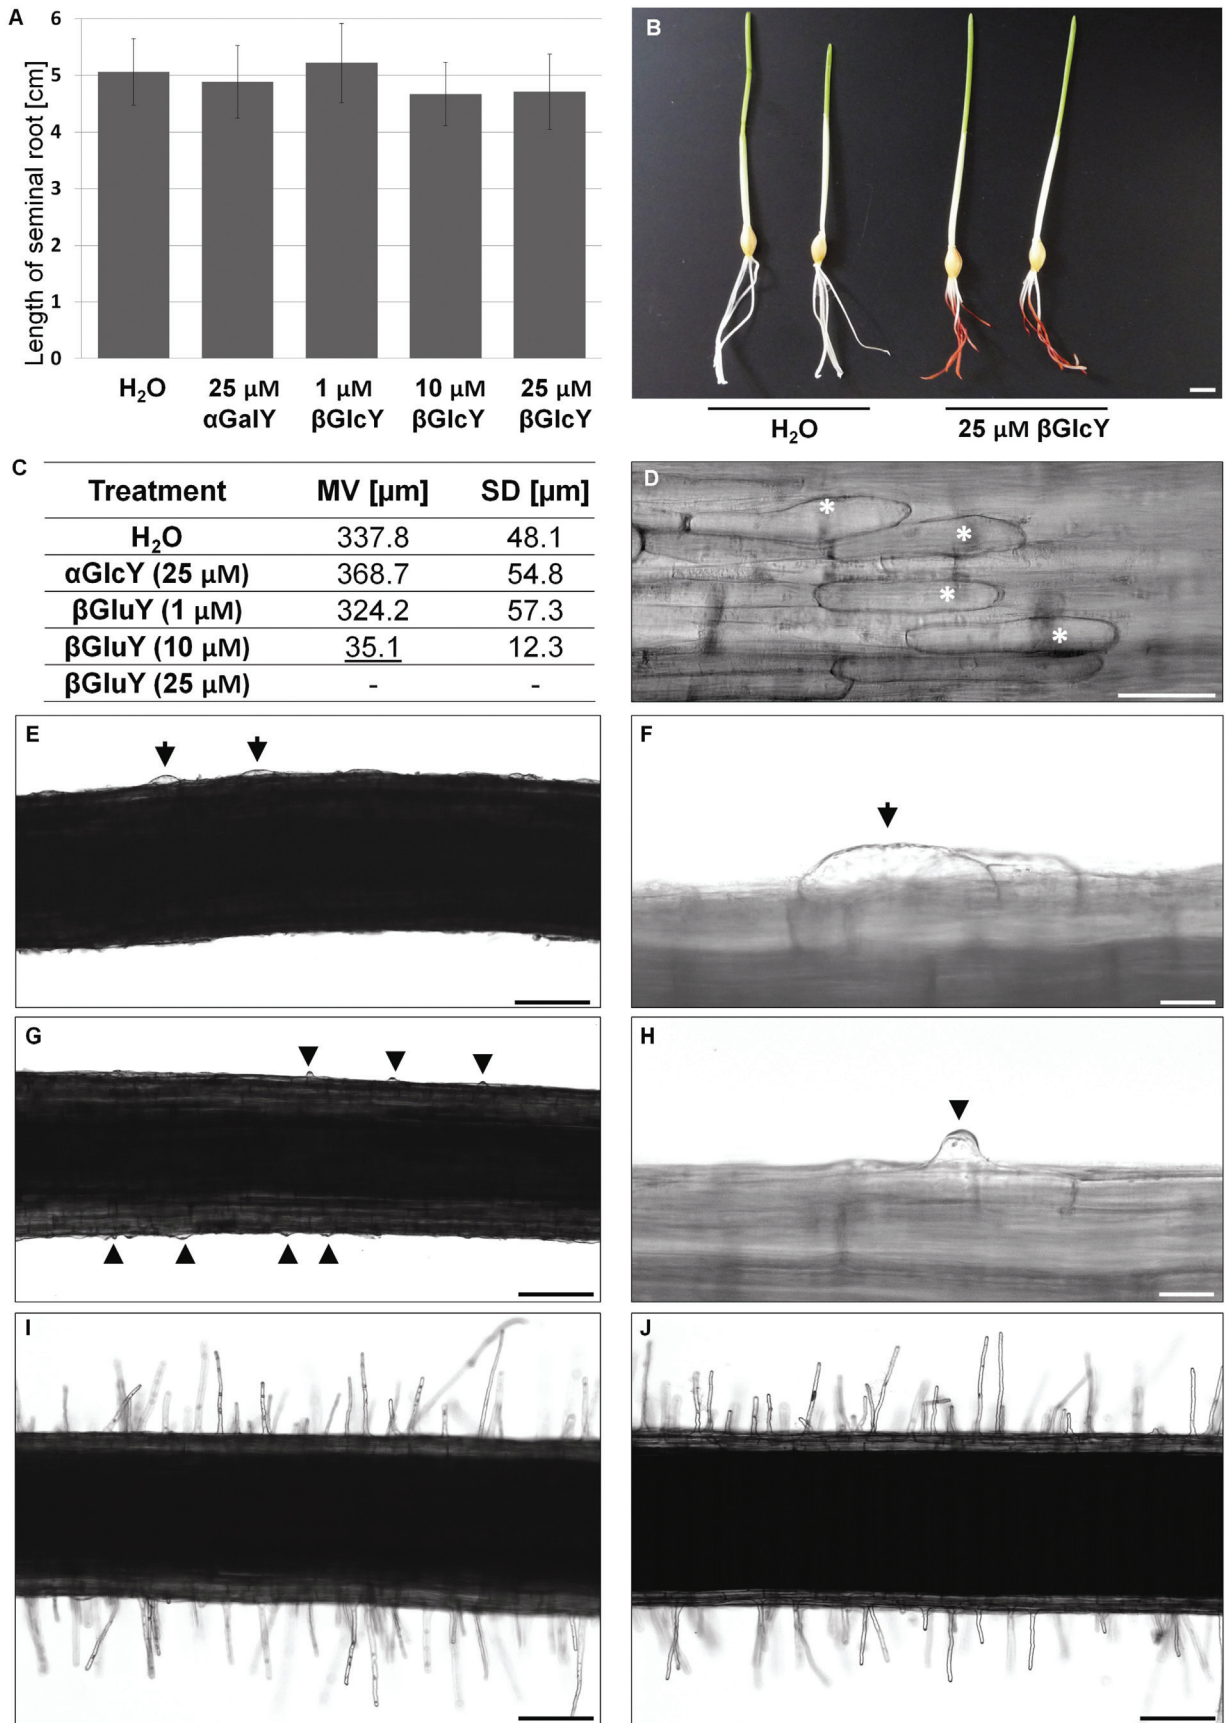 A
Length of seminal root [cm]
6
5
4
3
2
1
0
H₂O
25 µM
αGalY
1 µM
βGlcY
10 µM
βGlcY
25 µM
βGlcY
B
H₂O
25 µM βGlcY
C
Treatment MV [µm] SD [µm]
H₂O 337.8 48.1
αGlcY (25 µM) 368.7 54.8
βGluY (1 µM) 324.2 57.3
βGluY (10 µM) 35.1 12.3
βGluY (25 µM) - -
D
*
*
*
*
E
F
G
H
I
J